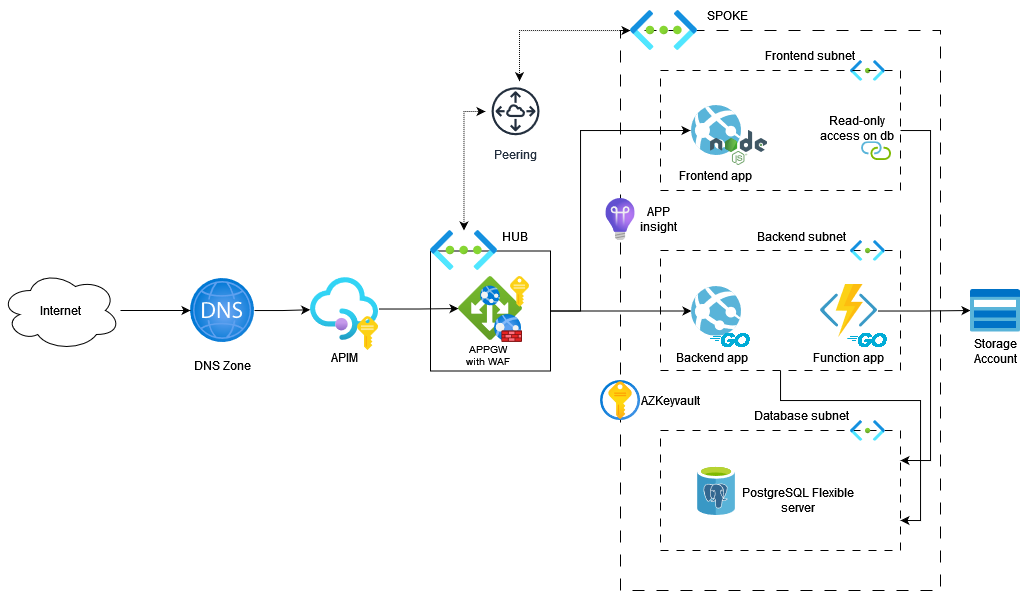 SPOKE
Frontend subnet
Read-only
access on db
node
JS
Frontend app
Peering
APP
insight
HUB
Backend subnet
Internet
DNS
DNS Zone
APIM
APPGW
with WAF
GO
Backend app
GO
Function app
Storage
Account
AZKeyvault
Database subnet
PostgreSQL Flexible
server